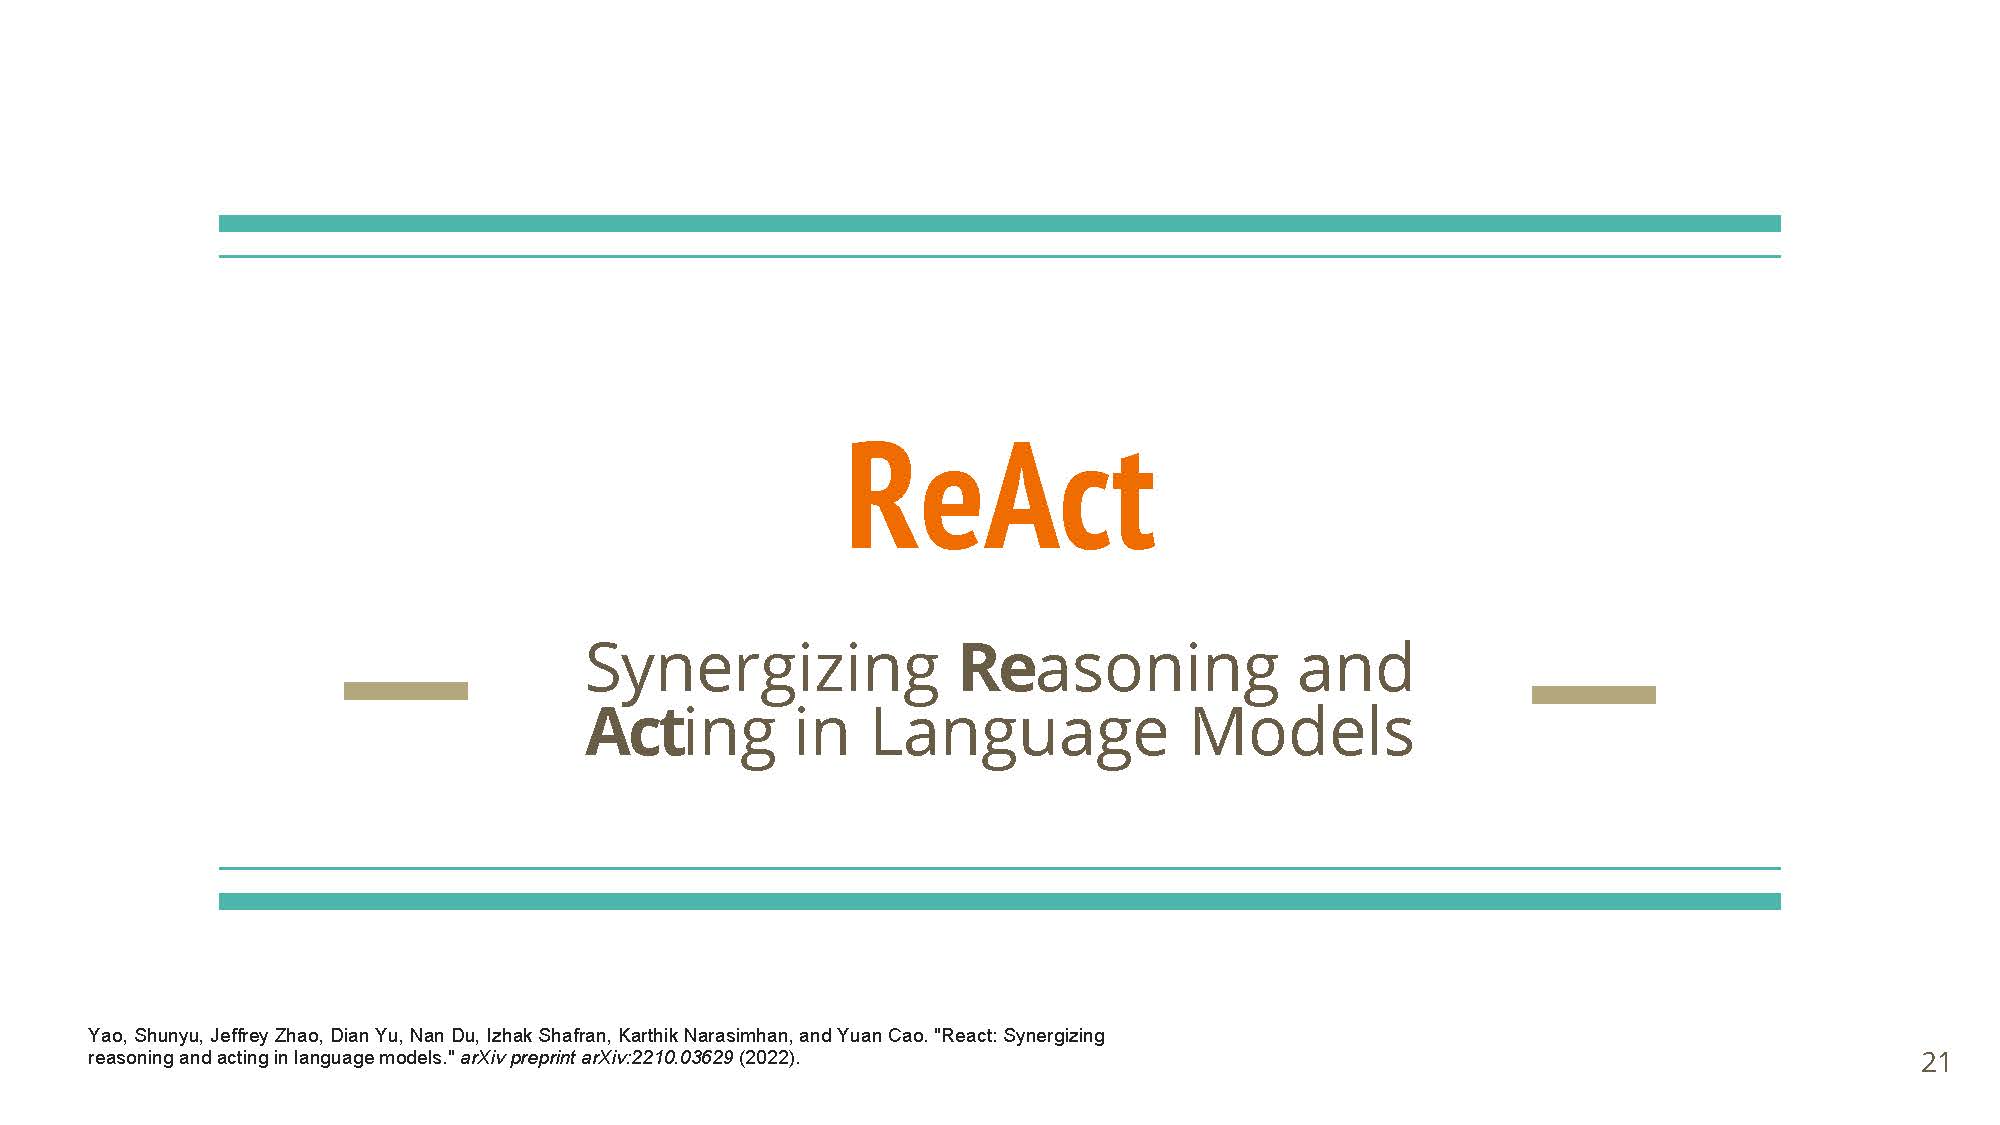 ReAct
Synergizing Reasoning and
Acting in Language Models
Yao, Shunyu, Jeffrey Zhao, Dian Yu, Nan Du, Izhak Shafran, Karthik Narasimhan, and Yuan Cao. "React: Synergizing
reasoning and acting in language models." arXiv preprint arXiv:2210.03629 (2022).
21